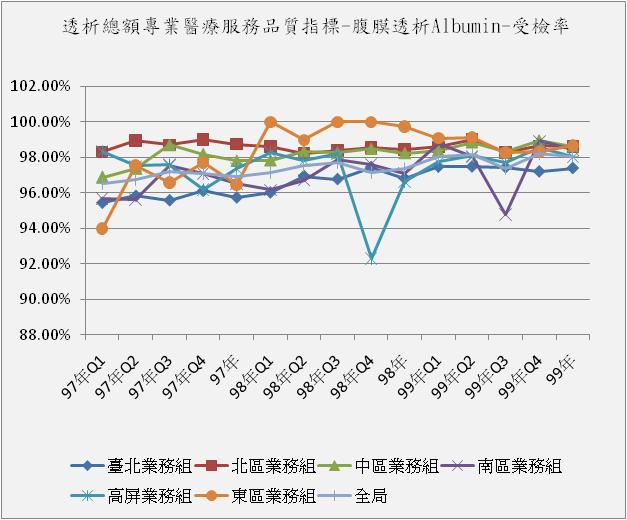 透析總額專業醫療服務品質指標-腹膜透析Albumin-受檢率
102.00%
100.00%
98.00%
96.00%
94.00%
92.00%
90.00%
88.00%
97年Q1
97年Q2
97年Q3
97年Q4
97年
98年Q1
98年Q2
98年Q3
98年Q4
98年
99年Q1
99年Q2
99年Q3
99年Q4
99年
臺北業務組 北區業務組 中區業務組 南區業務組
高屏業務組 東區業務組 全局